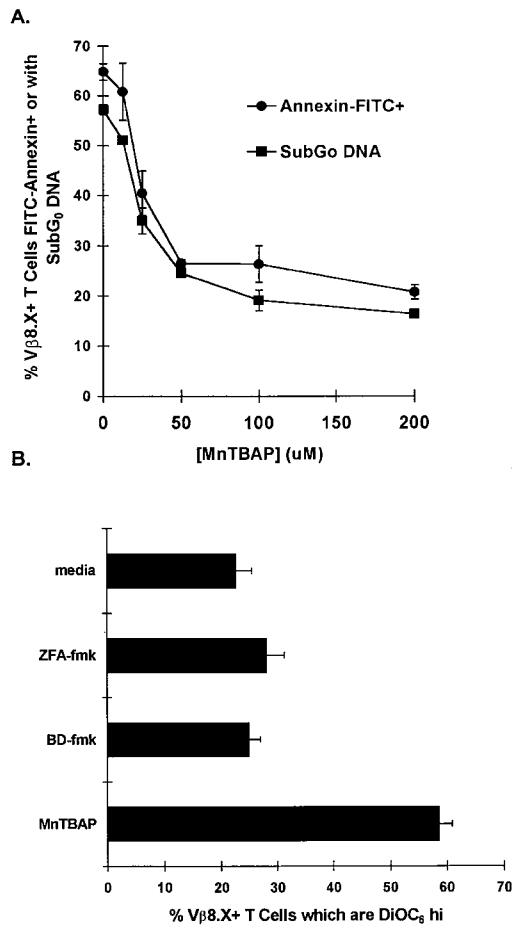 A.
% Vβ8.X+ T Cells FITC-Annexin+ or with
SubG₀ DNA
70
60
50
40
30
20
10
0
Annexin-FITC+
SubGo DNA
0
50
100
150
200
[MnTBAP] (uM)
B.
media
ZFA-fmk
BD-fmk
MnTBAP
0
10
20
30
40
50
60
70
% Vβ8.X+ T Cells which are DiOC₆ hi